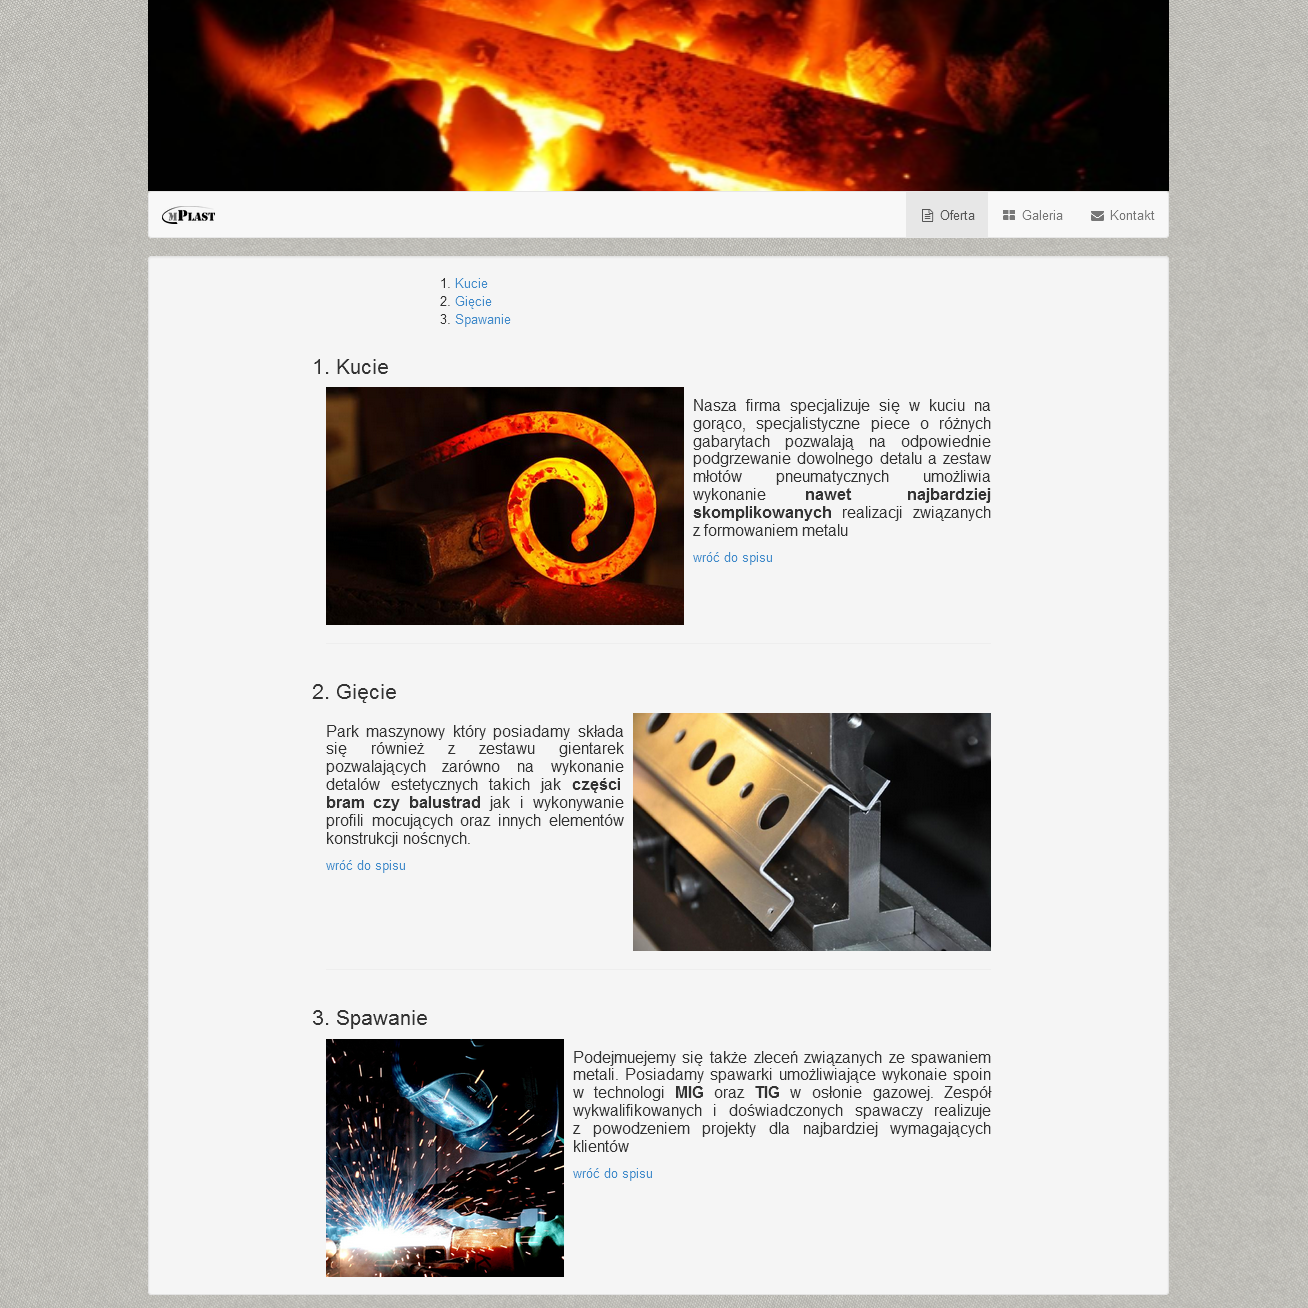 mPLAST
Oferta
Galeria
Kontakt
1. Kucie
2. Gięcie
3. Spawanie
1. Kucie
Nasza firma specjalizuje się w kuciu na
gorąco, specjalistyczne piece o różnych
gabarytach pozwalają na odpowiednie
podgrzewanie dowolnego detalu a zestaw
młotów pneumatycznych umożliwia
wykonanie nawet najbardziej
skomplikowanych realizacji związanych
z formowaniem metalu
wróć do spisu
2. Gięcie
Park maszynowy który posiadamy składa
się również z zestawu gientarek
pozwalających zarówno na wykonanie
detalów estetycznych takich jak części
bram czy balustrad jak i wykonywanie
profili mocujących oraz innych elementów
konstrukcji noścnych.
wróć do spisu
3. Spawanie
Podejmuejemy się także zleceń związanych ze spawaniem
metali. Posiadamy spawarki umożliwiające wykonaie spoin
w technologi MIG oraz TIG w osłonie gazowej. Zespół
wykwalifikowanych i doświadczonych spawaczy realizuje
z powodzeniem projekty dla najbardziej wymagających
klientów
wróć do spisu